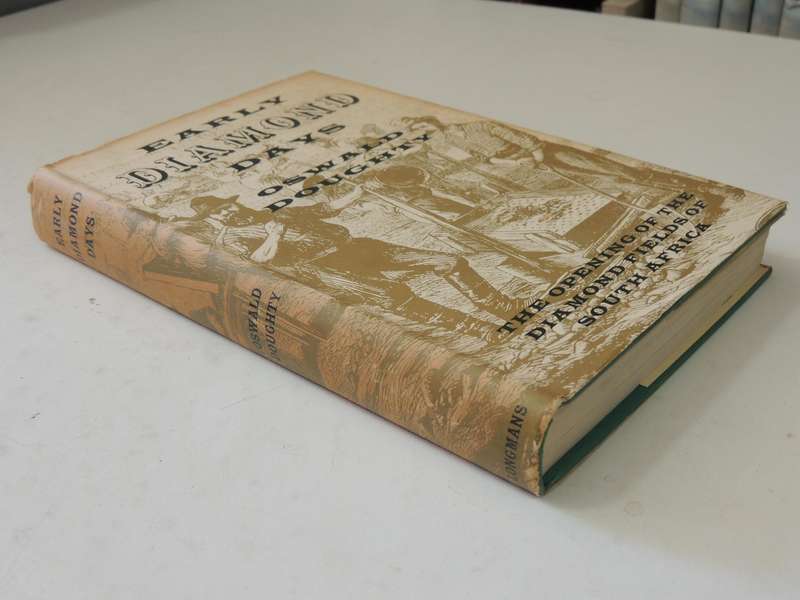 EARLY
DIAMOND
DAYS
OSWALD
DOUGHTY
THE OPENING OF THE
DIAMOND FIELDS OF
SOUTH AFRICA
EARLY
DIAMOND
DAYS
OSWALD
DOUGHTY
LONGMANS